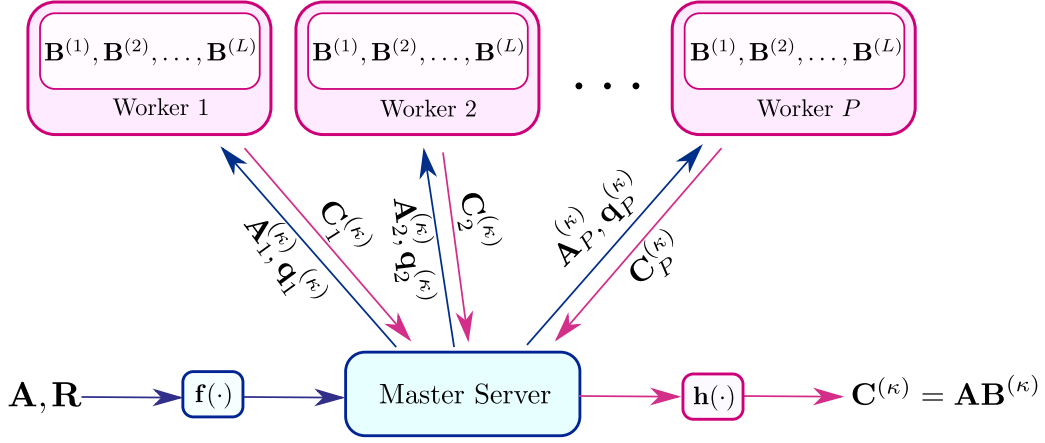 B^(1), B^(2), ..., B^(L)
Worker 1
B^(1), B^(2), ..., B^(L)
Worker 2
. . .
B^(1), B^(2), ..., B^(L)
Worker P
A_1^(κ), q_1^(κ)
C_1^(κ)
A_2^(κ), q_2^(κ)
C_2^(κ)
A_P^(κ), q_P^(κ)
C_P^(κ)
A, R
f(·)
Master Server
h(·)
C^(κ) = AB^(κ)